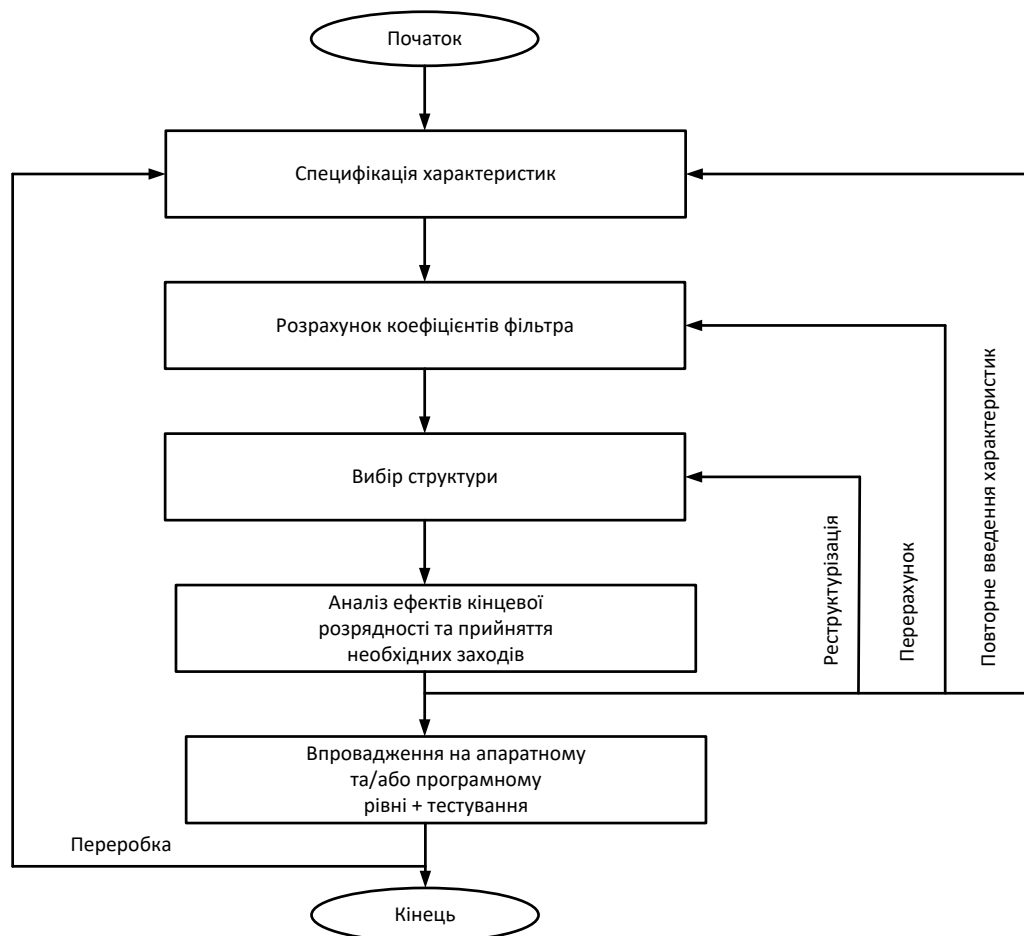 Початок
Специфікація характеристик
Розрахунок коефіцієнтів фільтра
Вибір структури
Аналіз ефектів кінцевої
розрядності та прийняття
необхідних заходів
Реструктурізація
Перерахунок
Повторне введення характеристик
Впровадження на апаратному
та/або програмному
рівні + тестування
Переробка
Кінець